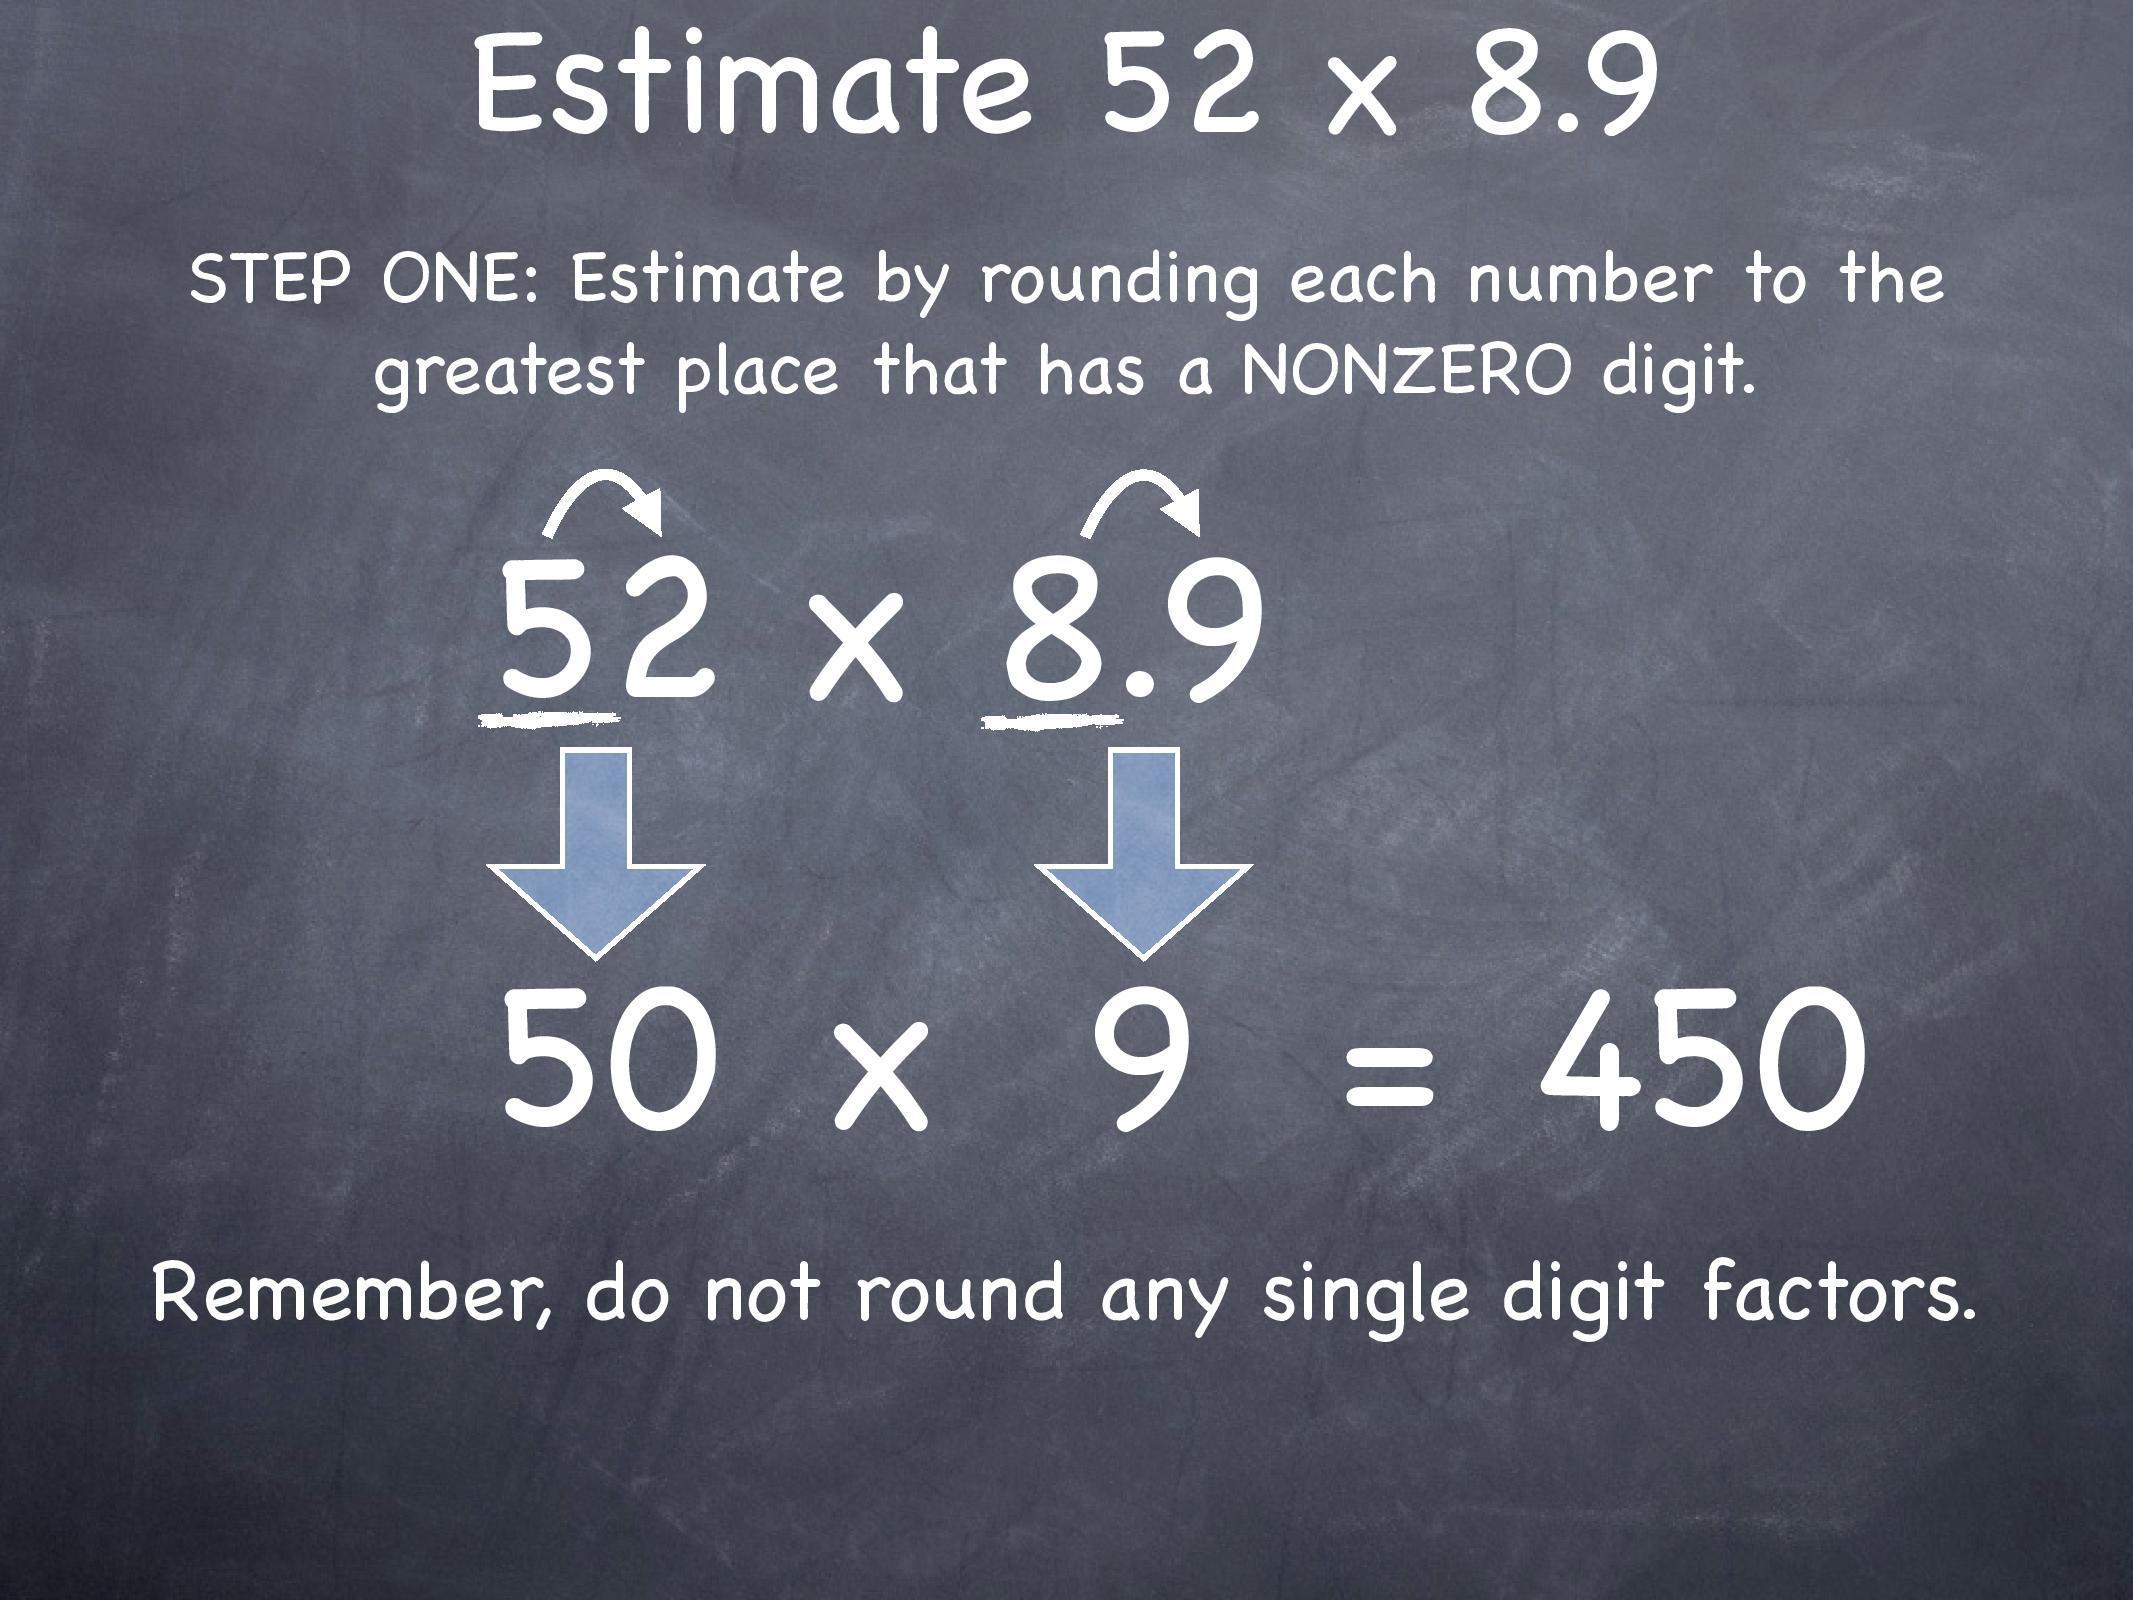 Estimate 52 x 8.9
STEP ONE: Estimate by rounding each number to the
greatest place that has a NONZERO digit.
52 x 8.9
50 x 9 = 450
Remember, do not round any single digit factors.